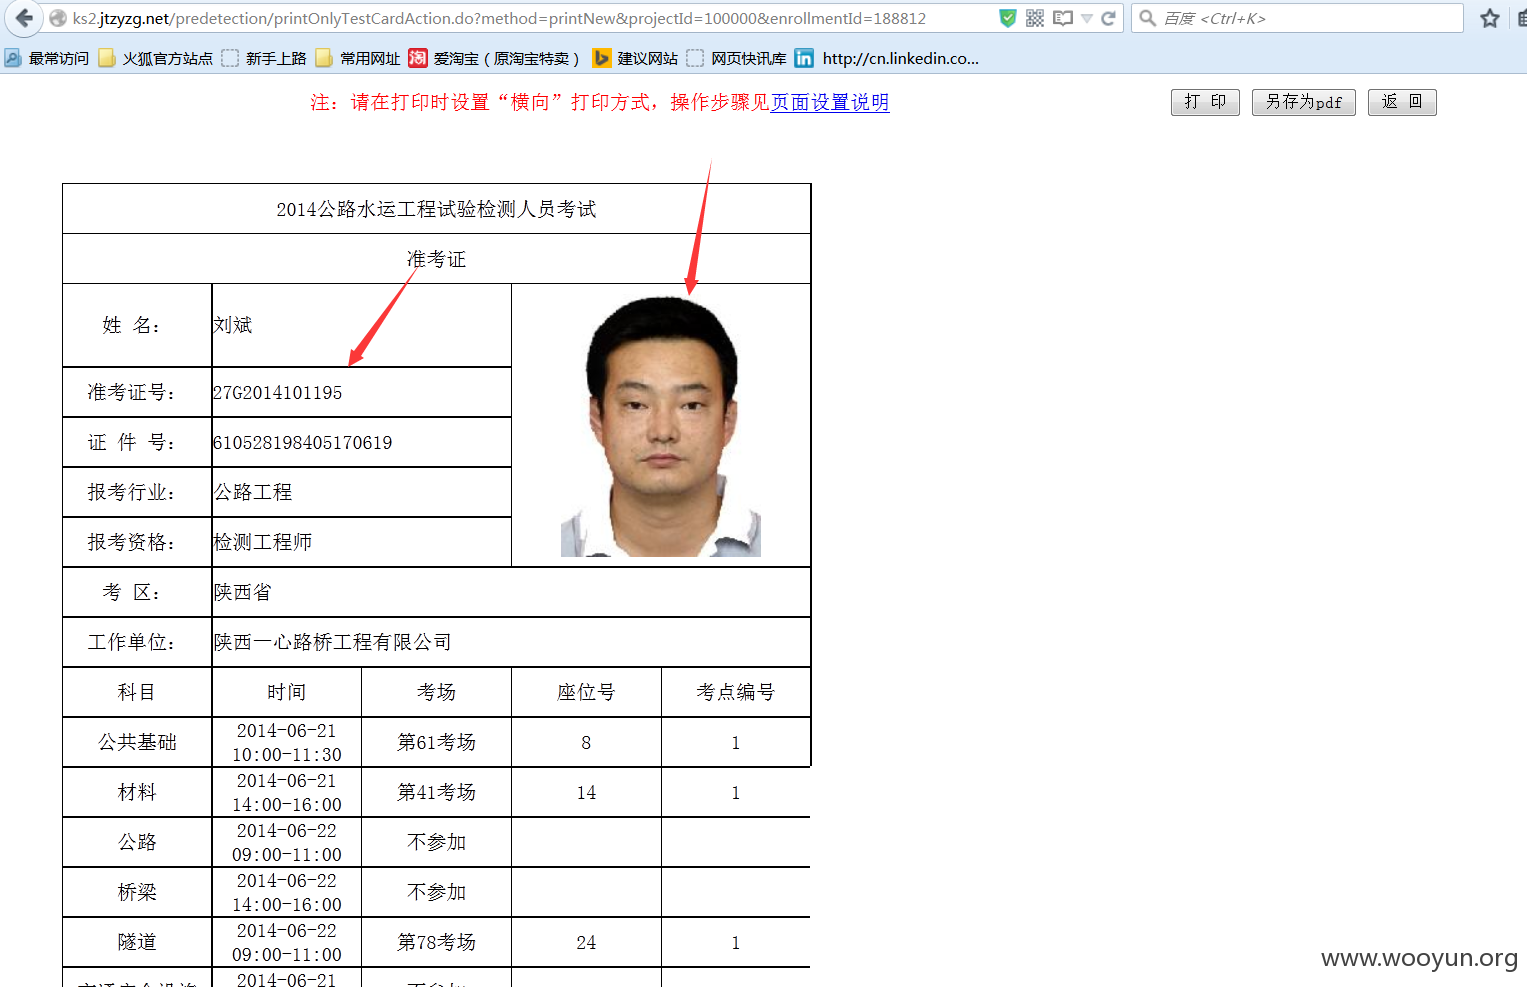 ks2.jtzyzg.net/predetection/printOnlyTestCardAction.do?method=printNew&projectId=100000&enrollmentId=188812
百度 <Ctrl+K>
最常访问 火狐官方站点 新手上路 常用网址 淘 爱淘宝（原淘宝特卖） 建议网站 网页快讯库 in http://cn.linkedin.co...
注：请在打印时设置“横向”打印方式，操作步骤见页面设置说明
打 印 另存为pdf 返 回
2014公路水运工程试验检测人员考试
准考证
姓 名： 刘斌
准考证号： 27G2014101195
证 件 号： 610528198405170619
报考行业： 公路工程
报考资格： 检测工程师
考 区： 陕西省
工作单位： 陕西一心路桥工程有限公司
科目 时间 考场 座位号 考点编号
公共基础 2014-06-21 10:00-11:30 第61考场 8 1
材料 2014-06-21 14:00-16:00 第41考场 14 1
公路 2014-06-22 09:00-11:00 不参加
桥梁 2014-06-22 14:00-16:00 不参加
隧道 2014-06-22 09:00-11:00 第78考场 24 1
2014-06-21
www.wooyun.org